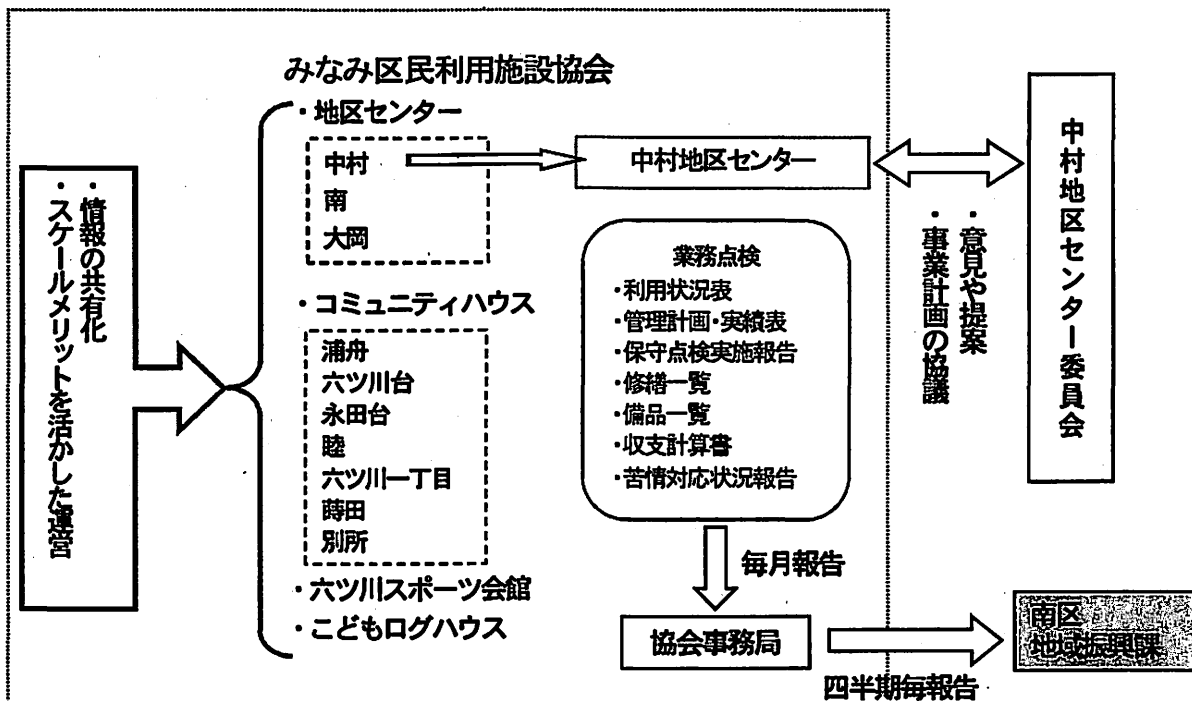 ・情報の共有化
・スケールメリットを活かした運営
みなみ区民利用施設協会
・地区センター
中村
南
大岡
・コミュニティハウス
浦舟
六ツ川台
永田台
睦
六ツ川一丁目
蒔田
別所
・六ツ川スポーツ会館
・こどもログハウス
中村地区センター
業務点検
・利用状況表
・管理計画・実績表
・保守点検実施報告
・修繕一覧
・備品一覧
・収支計算書
・苦情対応状況報告
毎月報告
協会事務局
四半期毎報告
・意見や提案
・事業計画の協議
中村地区センター委員会
南区
地域振興課